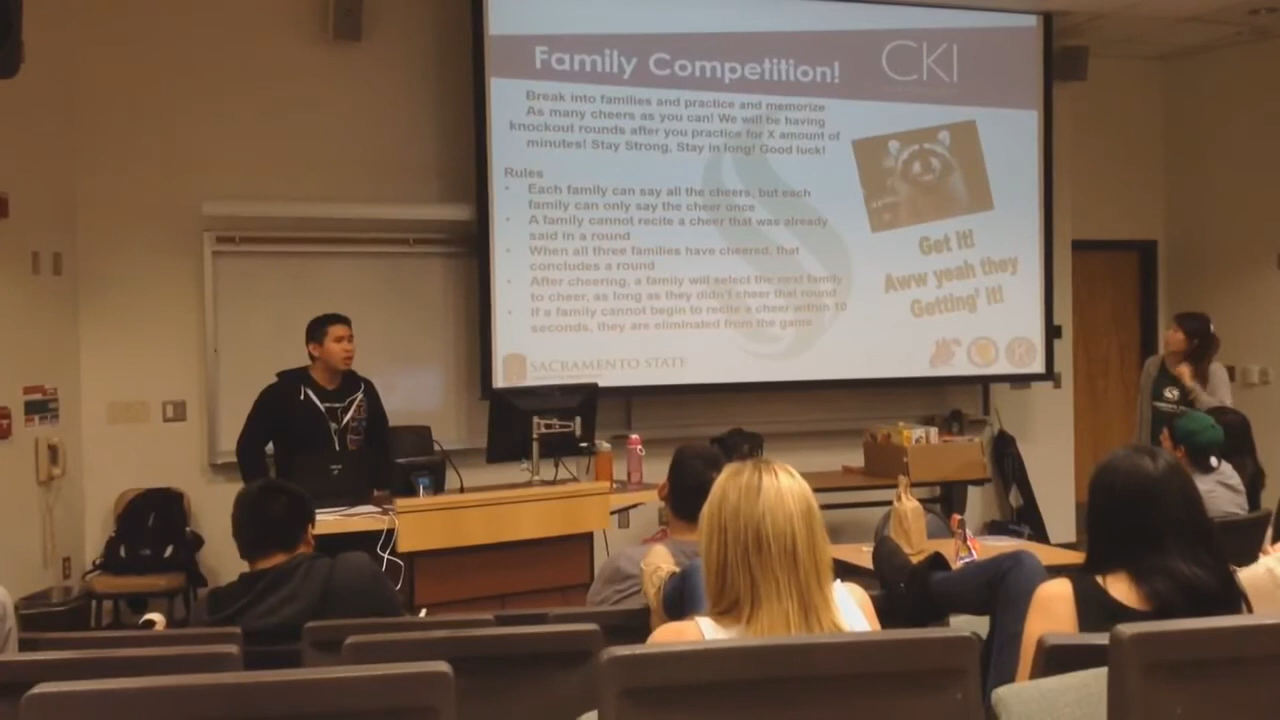 Family Competition!
CKI
Break into families and practice and memorize
As many cheers as you can! We will be having
knockout rounds after you practice for X amount of
minutes! Stay Strong, Stay in long! Good luck!
Rules
• Each family can say all the cheers, but each
family can only say the cheer once
• A family cannot recite a cheer that was already
said in a round
• When all three families have cheered, that
concludes a round
• After cheering, a family will select the next family
to cheer, as long as they didn't cheer that round
• If a family cannot begin to recite a cheer within 10
seconds, they are eliminated from the game
Get it!
Aww yeah they
Getting' it!
SACRAMENTO STATE